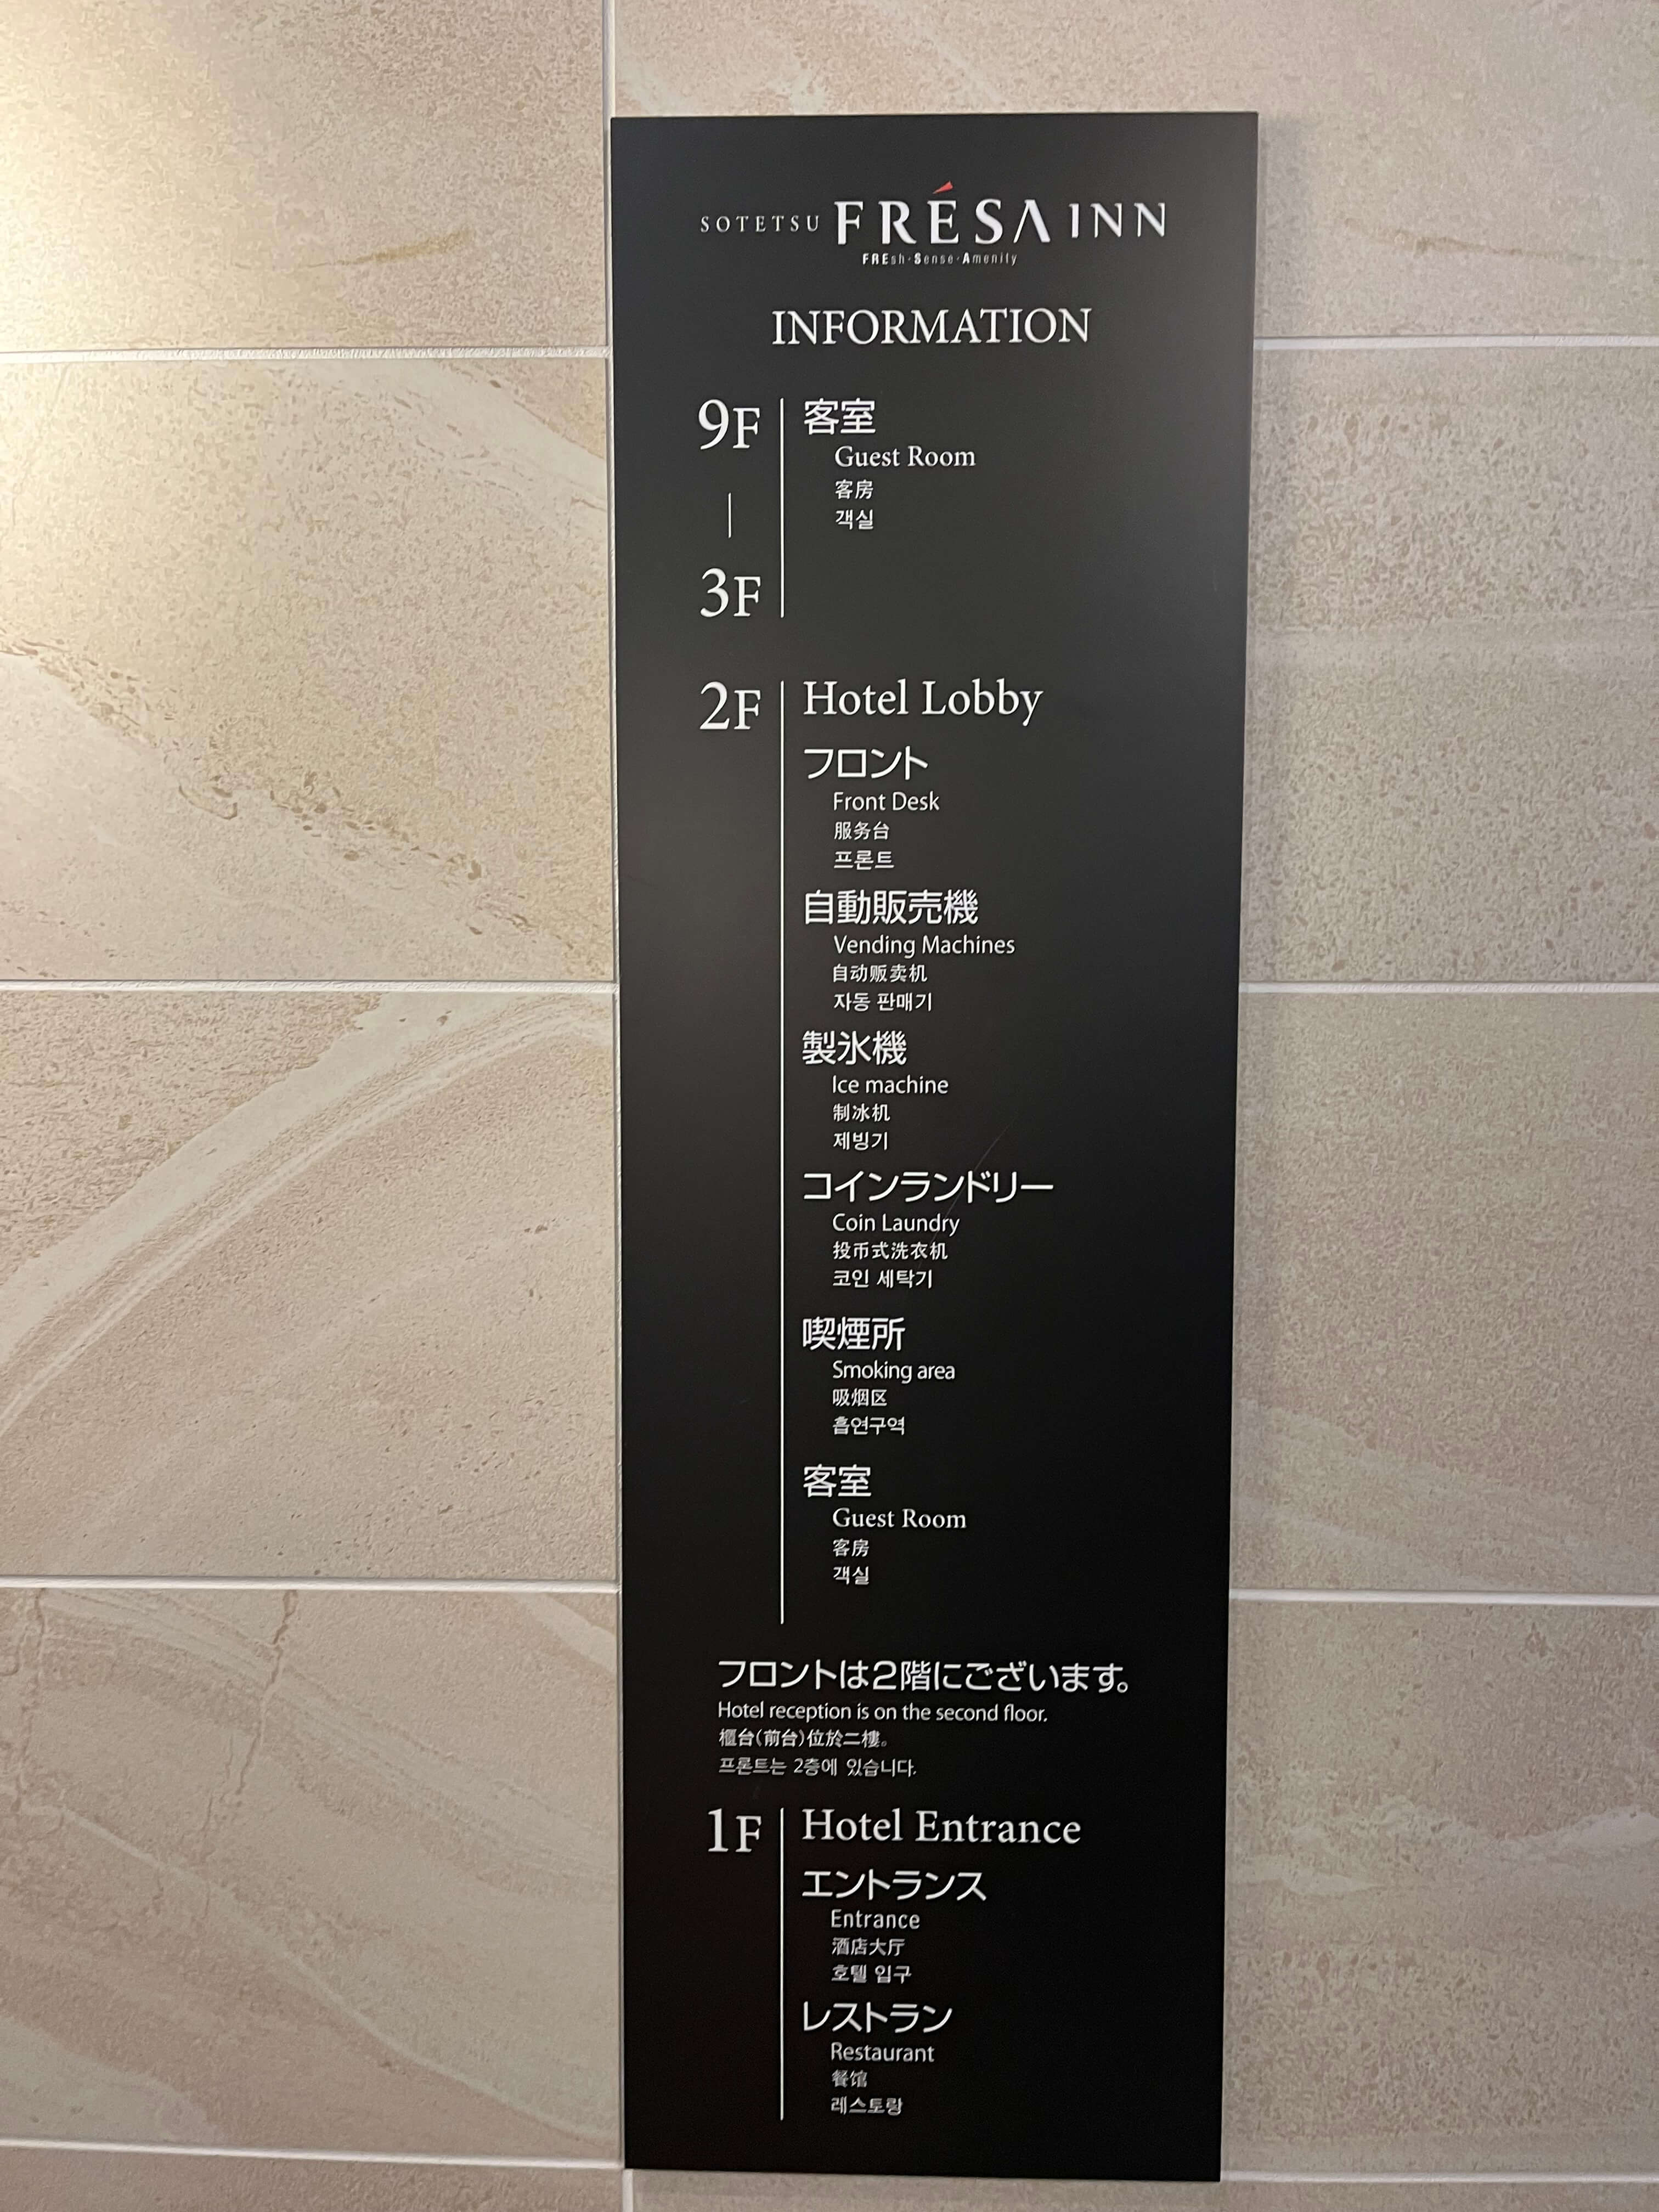 SOTETSU FRÉSA INN
FREsh·Sense·Amenity
INFORMATION
9F
|
3F
客室
Guest Room
客房
객실
2F
Hotel Lobby
フロント
Front Desk
服务台
프론트
自動販売機
Vending Machines
自动贩卖机
자동 판매기
製氷機
Ice machine
制冰机
제빙기
コインランドリー
Coin Laundry
投币式洗衣机
코인 세탁기
喫煙所
Smoking area
吸烟区
흡연구역
客室
Guest Room
客房
객실
フロントは2階にございます。
Hotel reception is on the second floor.
櫃台(前台)位於二樓。
프론트는 2층에 있습니다.
1F
Hotel Entrance
エントランス
Entrance
酒店大厅
호텔 입구
レストラン
Restaurant
餐馆
레스토랑